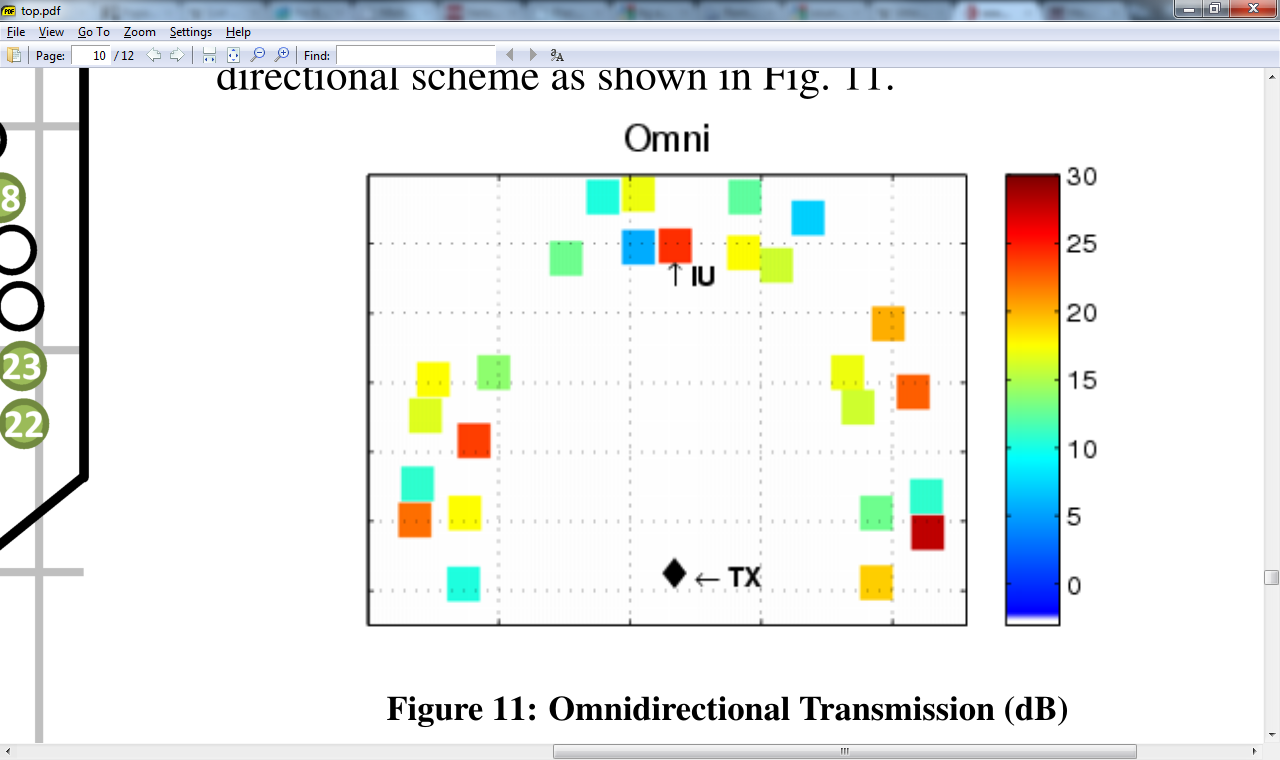 top.pdf
File View Go To Zoom Settings Help
Page: 10 / 12 Find:
directional scheme as shown in Fig. 11.
Omni
8
23
22
IU
TX
30
25
20
15
10
5
0
Figure 11: Omnidirectional Transmission (dB)